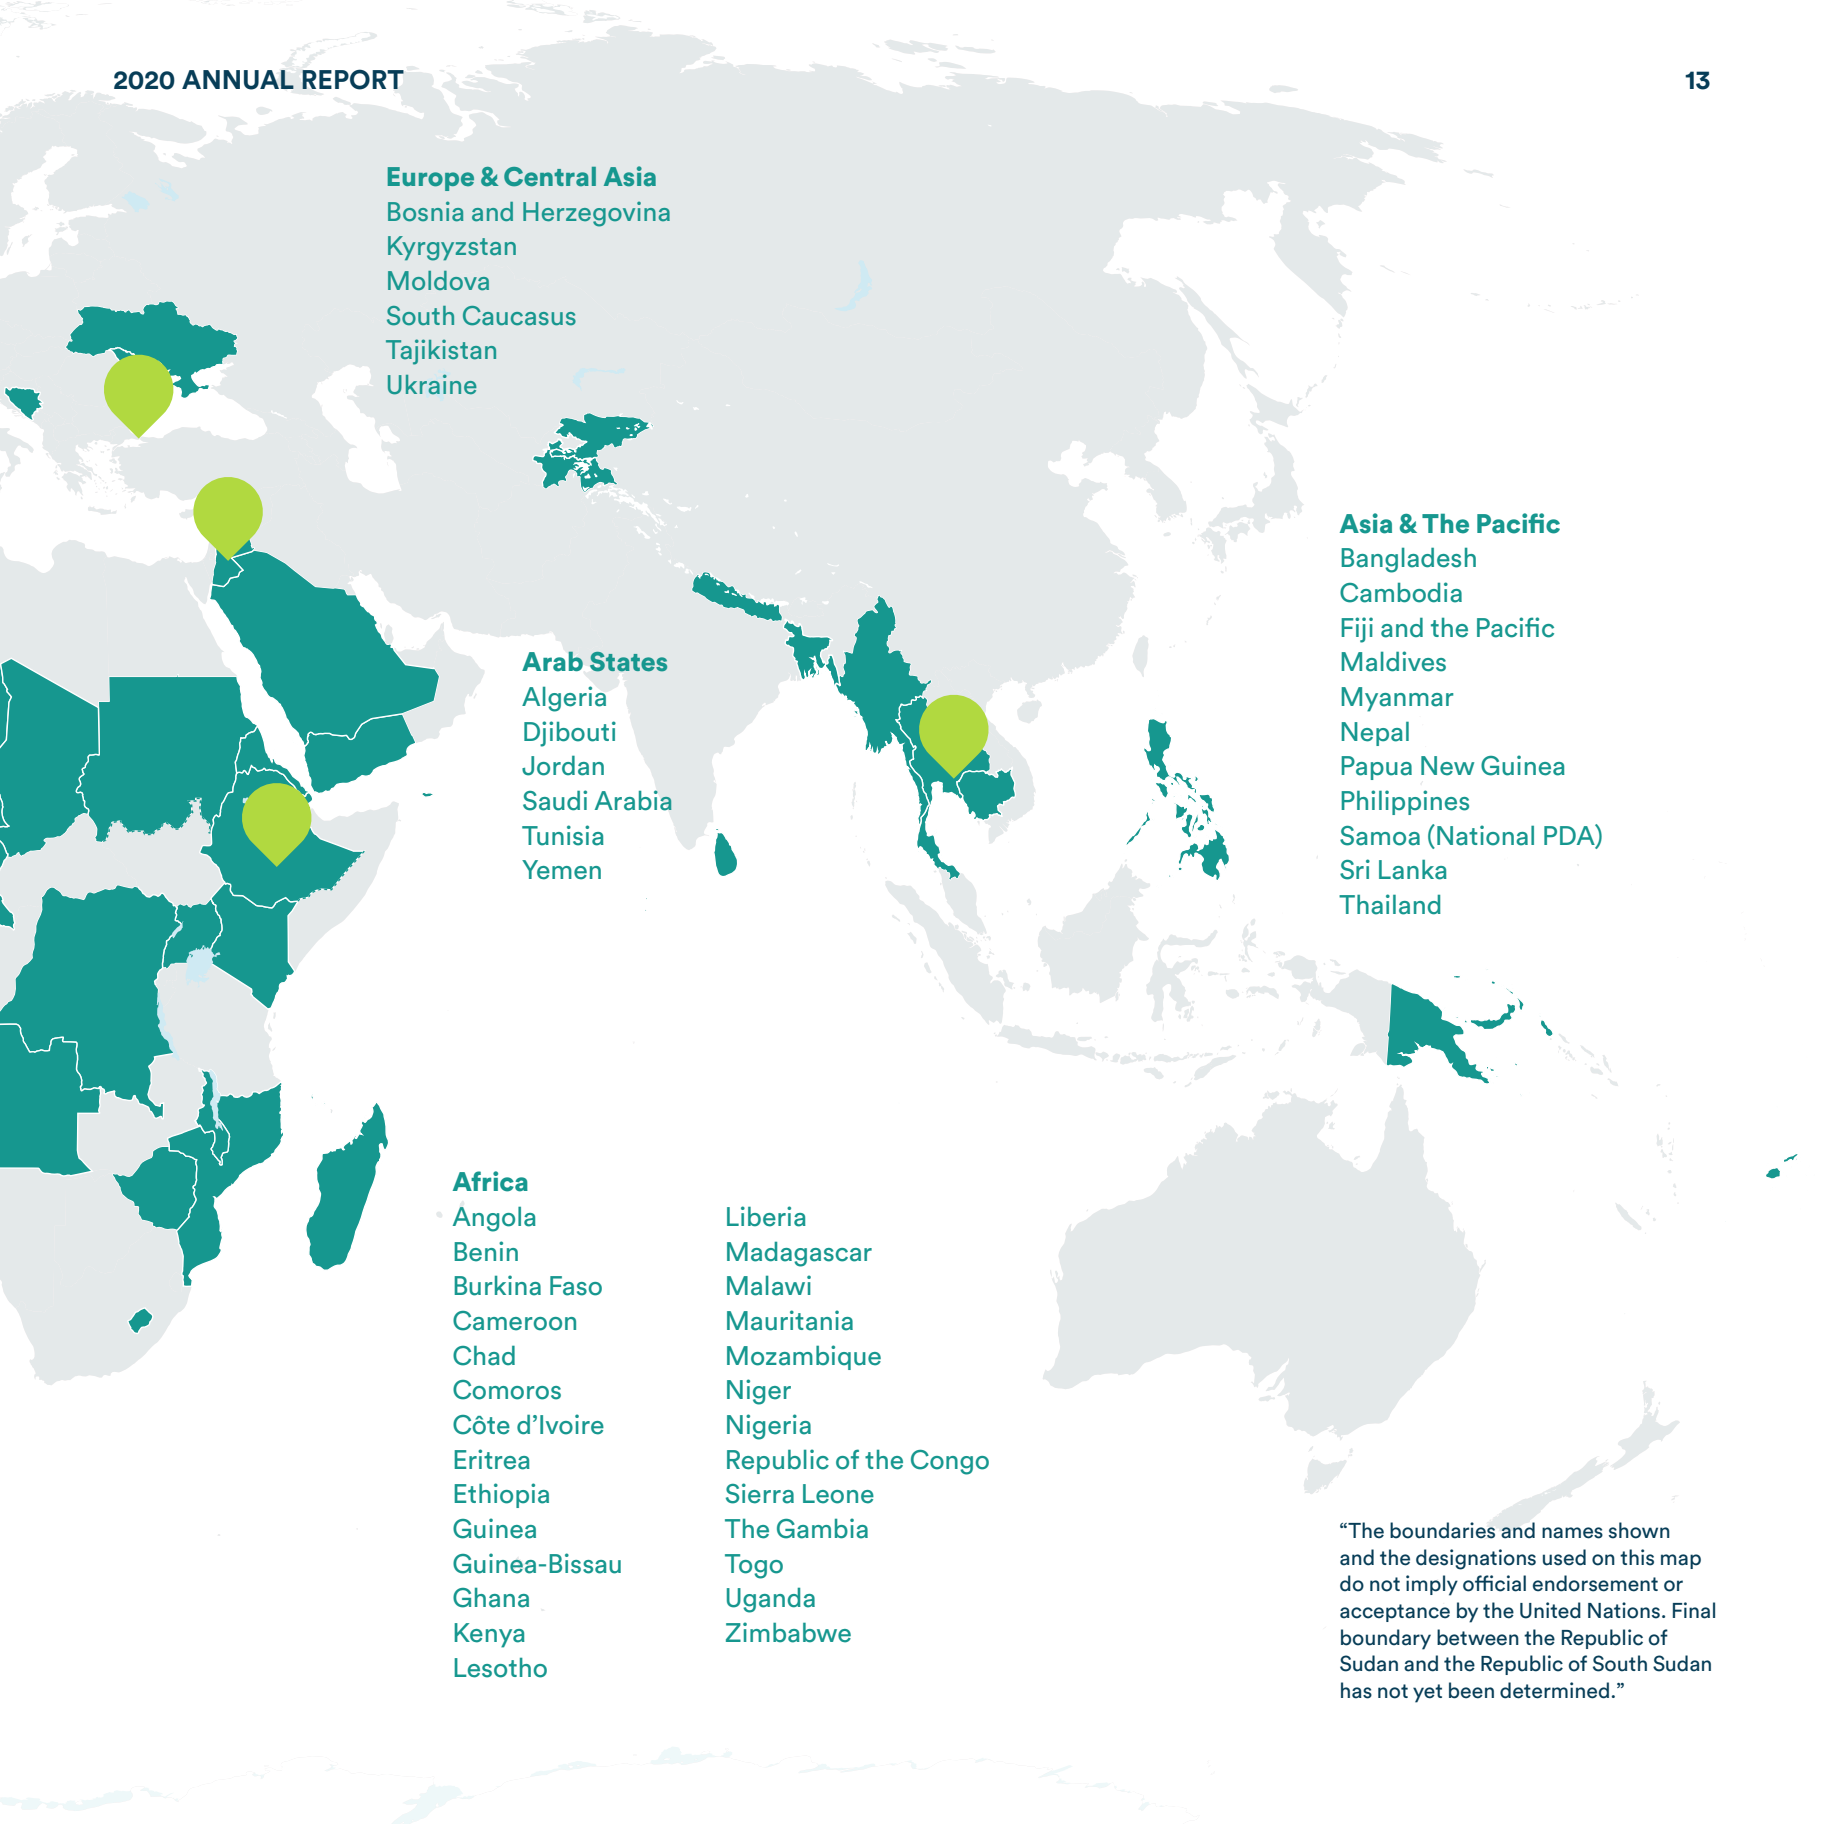 2020 ANNUAL REPORT
13
Europe & Central Asia
Bosnia and Herzegovina
Kyrgyzstan
Moldova
South Caucasus
Tajikistan
Ukraine
Asia & The Pacific
Bangladesh
Cambodia
Fiji and the Pacific
Maldives
Myanmar
Nepal
Papua New Guinea
Philippines
Samoa (National PDA)
Sri Lanka
Thailand
Arab States
Algeria
Djibouti
Jordan
Saudi Arabia
Tunisia
Yemen
Africa
Angola
Benin
Burkina Faso
Cameroon
Chad
Comoros
Côte d’Ivoire
Eritrea
Ethiopia
Guinea
Guinea-Bissau
Ghana
Kenya
Lesotho
Liberia
Madagascar
Malawi
Mauritania
Mozambique
Niger
Nigeria
Republic of the Congo
Sierra Leone
The Gambia
Togo
Uganda
Zimbabwe
“The boundaries and names shown
and the designations used on this map
do not imply official endorsement or
acceptance by the United Nations. Final
boundary between the Republic of
Sudan and the Republic of South Sudan
has not yet been determined.”